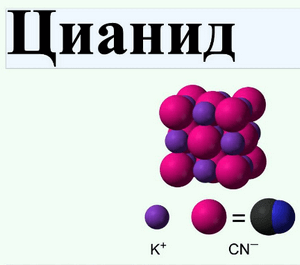 Цианид
=
K⁺ CN⁻